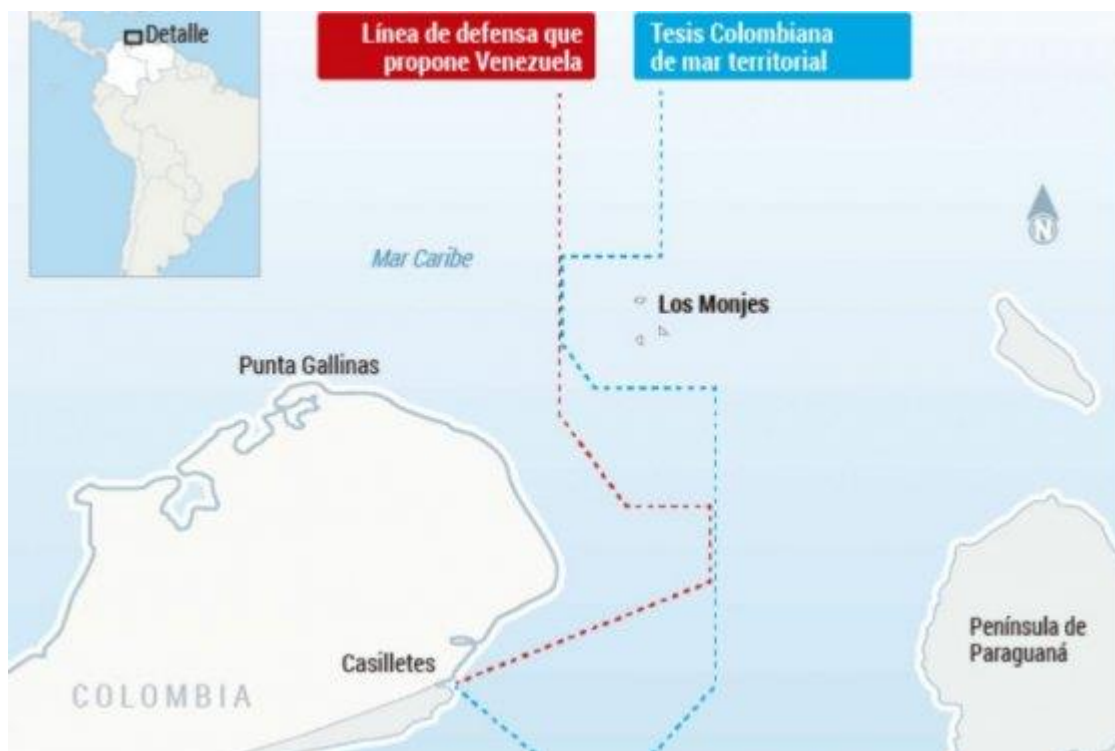 Detalle
Línea de defensa que
propone Venezuela
Tesis Colombiana
de mar territorial
N
Mar Caribe
Los Monjes
Punta Gallinas
Península de
Paraguaná
Casilletes
COLOMBIA